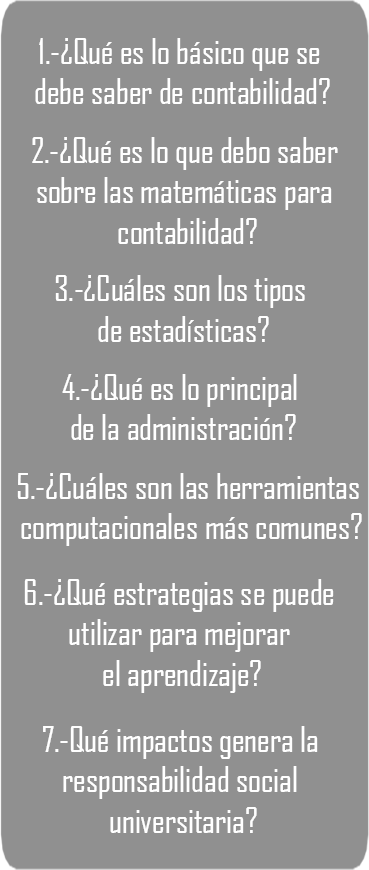 1.-¿Qué es lo básico que se
debe saber de contabilidad?
2.-¿Qué es lo que debo saber
sobre las matemáticas para
contabilidad?
3.-¿Cuáles son los tipos
de estadísticas?
4.-¿Qué es lo principal
de la administración?
5.-¿Cuáles son las herramientas
computacionales más comunes?
6.-¿Qué estrategias se puede
utilizar para mejorar
el aprendizaje?
7.-Qué impactos genera la
responsabilidad social
universitaria?